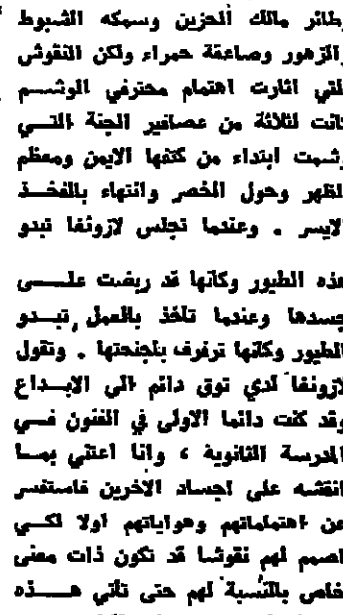 وطائر مالك الحزين وسمكه الشبوط
والزهور وصاعقة حمراء ولكن النقوش
التي اثارت اهتمام محترفي الوشم
كانت لثلاثة من عصافير الجنة التي
وشمت ابتداء من كتفها الايمن ومعظم
الظهر وحول الخصر وانتهاء بالفخذ
الايسر . وعندما تجلس لازونفا تبدو
هذه الطيور وكأنها قد ربضت على
جسدها وعندما تأخذ بالعمل تبدو
الطيور وكأنها ترفرف بأجنحتها . وتقول
لازونفا لدي توق دائم الى الابداع
وقد كنت دائما الاولى في الفنون في
المدرسة الثانوية ، وانا اعتني بما
انقشه على اجساد الاخرين فاستفسر
عن اهتماماتهم وهواياتهم اولا لكي
اصمم لهم نقوشا قد تكون ذات معنى
خاص بالنسبة لهم حتى تأتي هذه